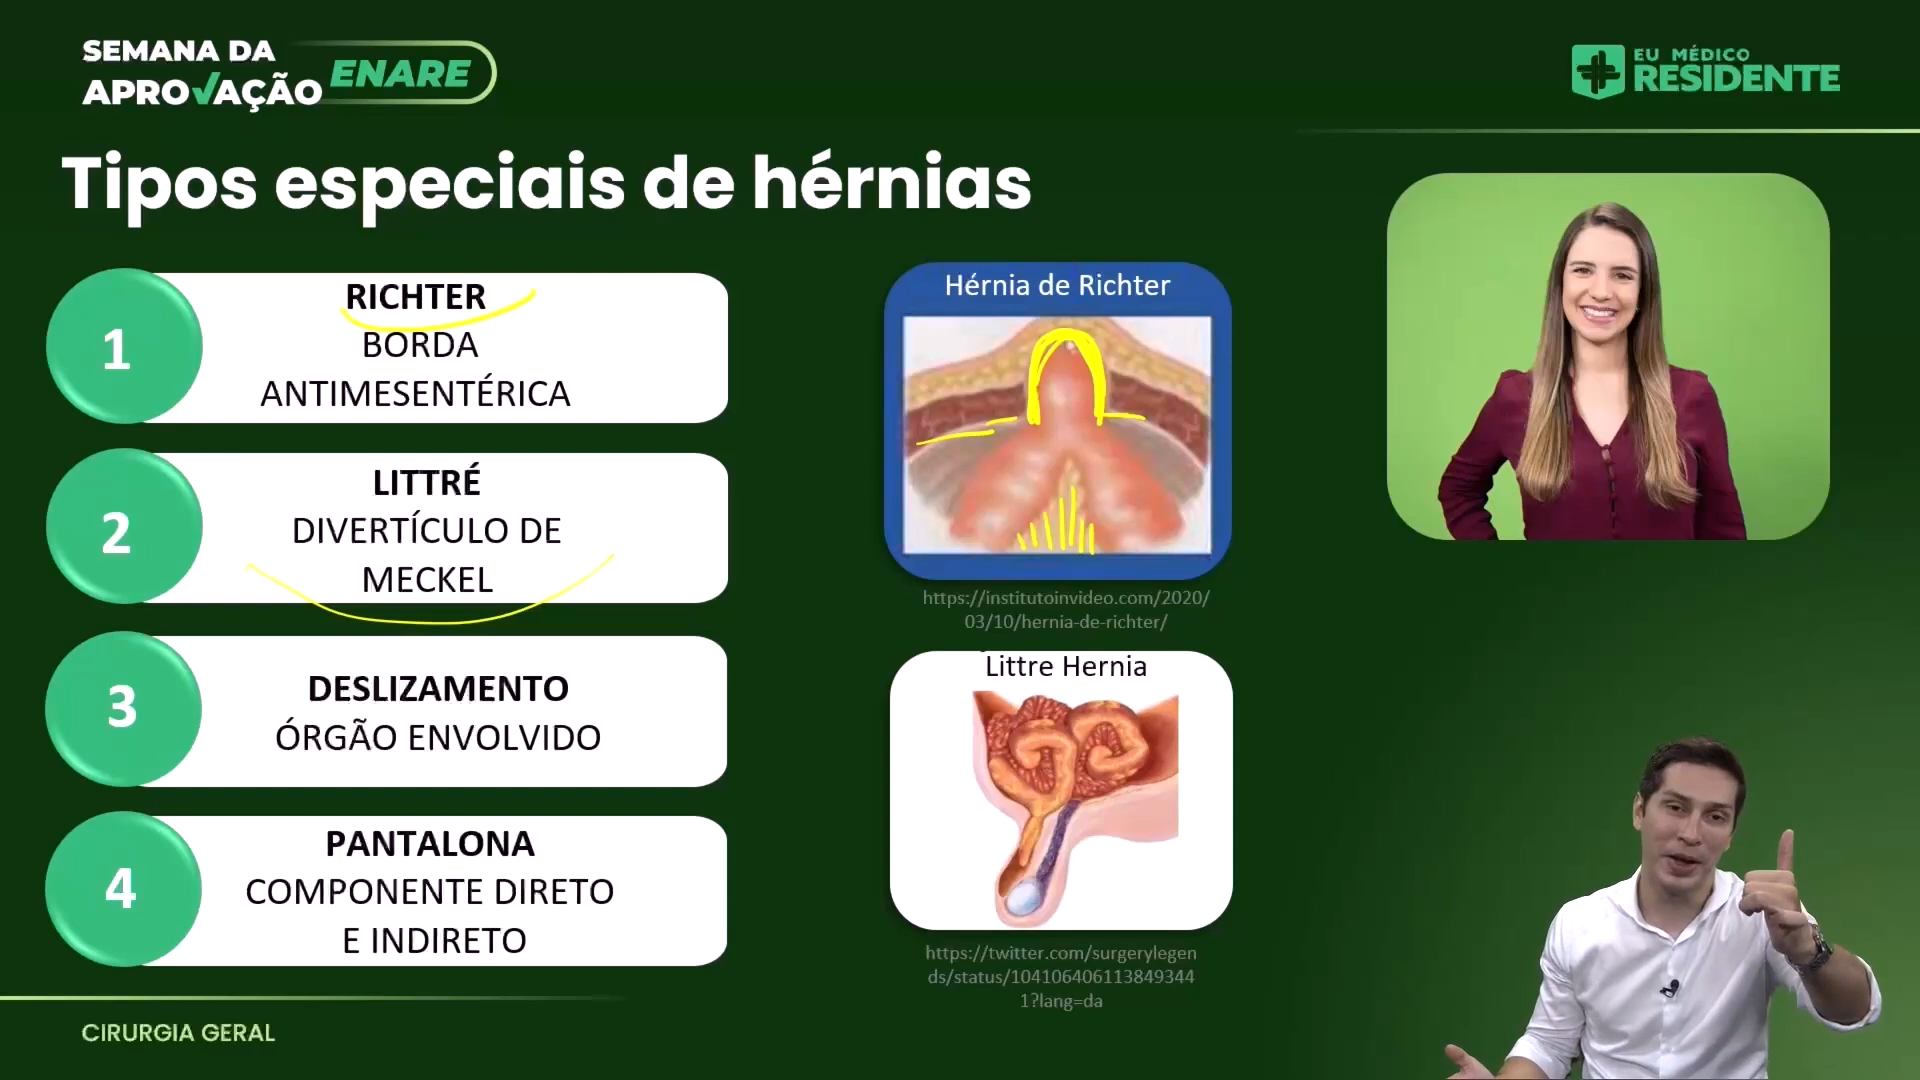 SEMANA DA
APROVAÇÃO
ENARE
EU MÉDICO
RESIDENTE
Tipos especiais de hérnias
1
RICHTER
BORDA
ANTIMESENTÉRICA
2
LITTRÉ
DIVERTÍCULO DE
MECKEL
3
DESLIZAMENTO
ÓRGÃO ENVOLVIDO
4
PANTALONA
COMPONENTE DIRETO
E INDIRETO
Hérnia de Richter
https://institutoinvideo.com/2020/
03/10/hernia-de-richter/
Littre Hernia
https://twitter.com/surgerylegen
ds/status/104106406113849344
1?lang=da
CIRURGIA GERAL